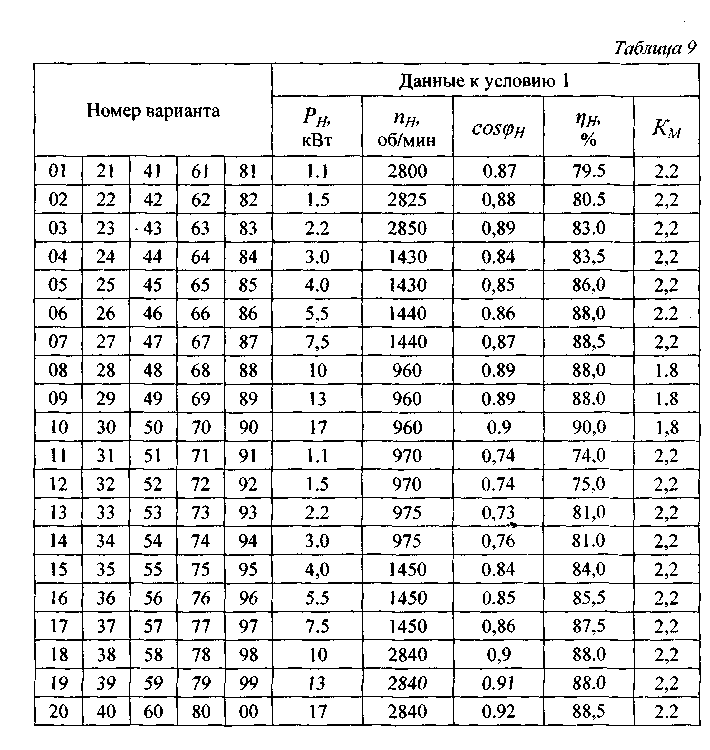 Таблица 9
Номер варианта Данные к условию 1
P_H, кВт n_H, об/мин cosφ_H η_H, % K_M
01 21 41 61 81 1.1 2800 0.87 79.5 2.2
02 22 42 62 82 1.5 2825 0,88 80.5 2,2
03 23 43 63 83 2.2 2850 0,89 83.0 2,2
04 24 44 64 84 3.0 1430 0.84 83,5 2,2
05 25 45 65 85 4.0 1430 0,85 86,0 2,2
06 26 46 66 86 5,5 1440 0.86 88,0 2.2
07 27 47 67 87 7,5 1440 0,87 88,5 2,2
08 28 48 68 88 10 960 0.89 88,0 1.8
09 29 49 69 89 13 960 0.89 88.0 1.8
10 30 50 70 90 17 960 0.9 90,0 1,8
11 31 51 71 91 1.1 970 0,74 74.0 2,2
12 32 52 72 92 1.5 970 0.74 75,0 2,2
13 33 53 73 93 2.2 975 0,73 81,0 2,2
14 34 54 74 94 3.0 975 0,76 81.0 2,2
15 35 55 75 95 4,0 1450 0.84 84,0 2,2
16 36 56 76 96 5.5 1450 0.85 85,5 2,2
17 37 57 77 97 7.5 1450 0,86 87,5 2,2
18 38 58 78 98 10 2840 0,9 88.0 2,2
19 39 59 79 99 13 2840 0.91 88.0 2,2
20 40 60 80 00 17 2840 0.92 88,5 2.2